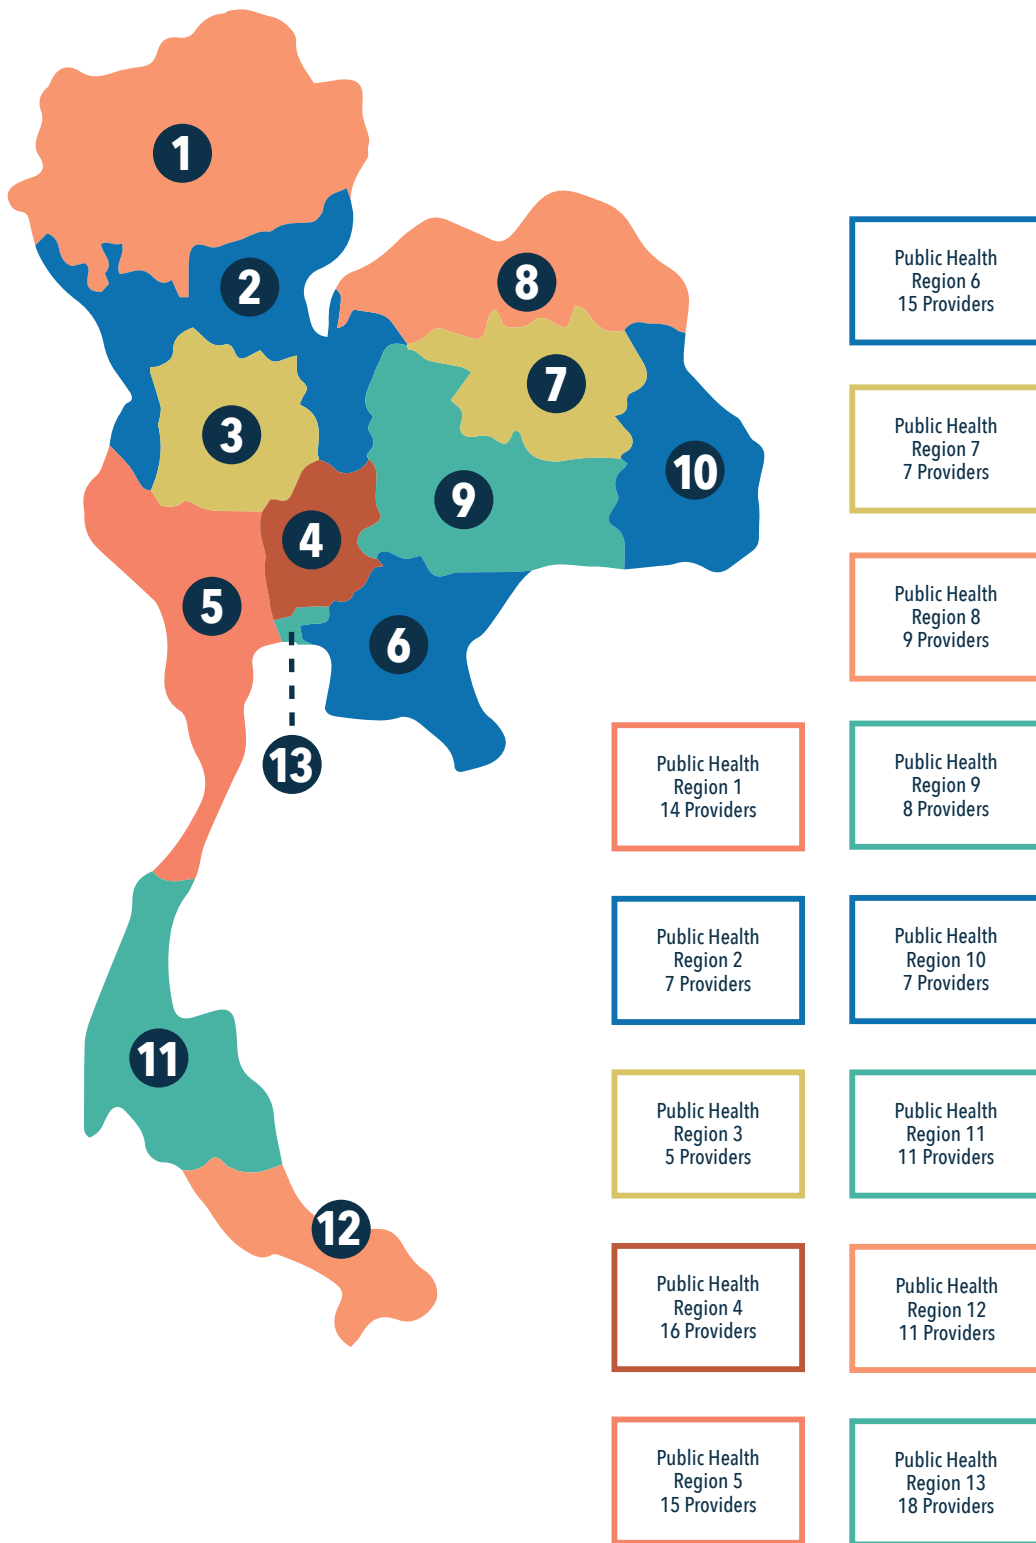 1
2
3
4
5
6
7
8
9
10
11
12
13
Public Health
Region 1
14 Providers
Public Health
Region 2
7 Providers
Public Health
Region 3
5 Providers
Public Health
Region 4
16 Providers
Public Health
Region 5
15 Providers
Public Health
Region 6
15 Providers
Public Health
Region 7
7 Providers
Public Health
Region 8
9 Providers
Public Health
Region 9
8 Providers
Public Health
Region 10
7 Providers
Public Health
Region 11
11 Providers
Public Health
Region 12
11 Providers
Public Health
Region 13
18 Providers